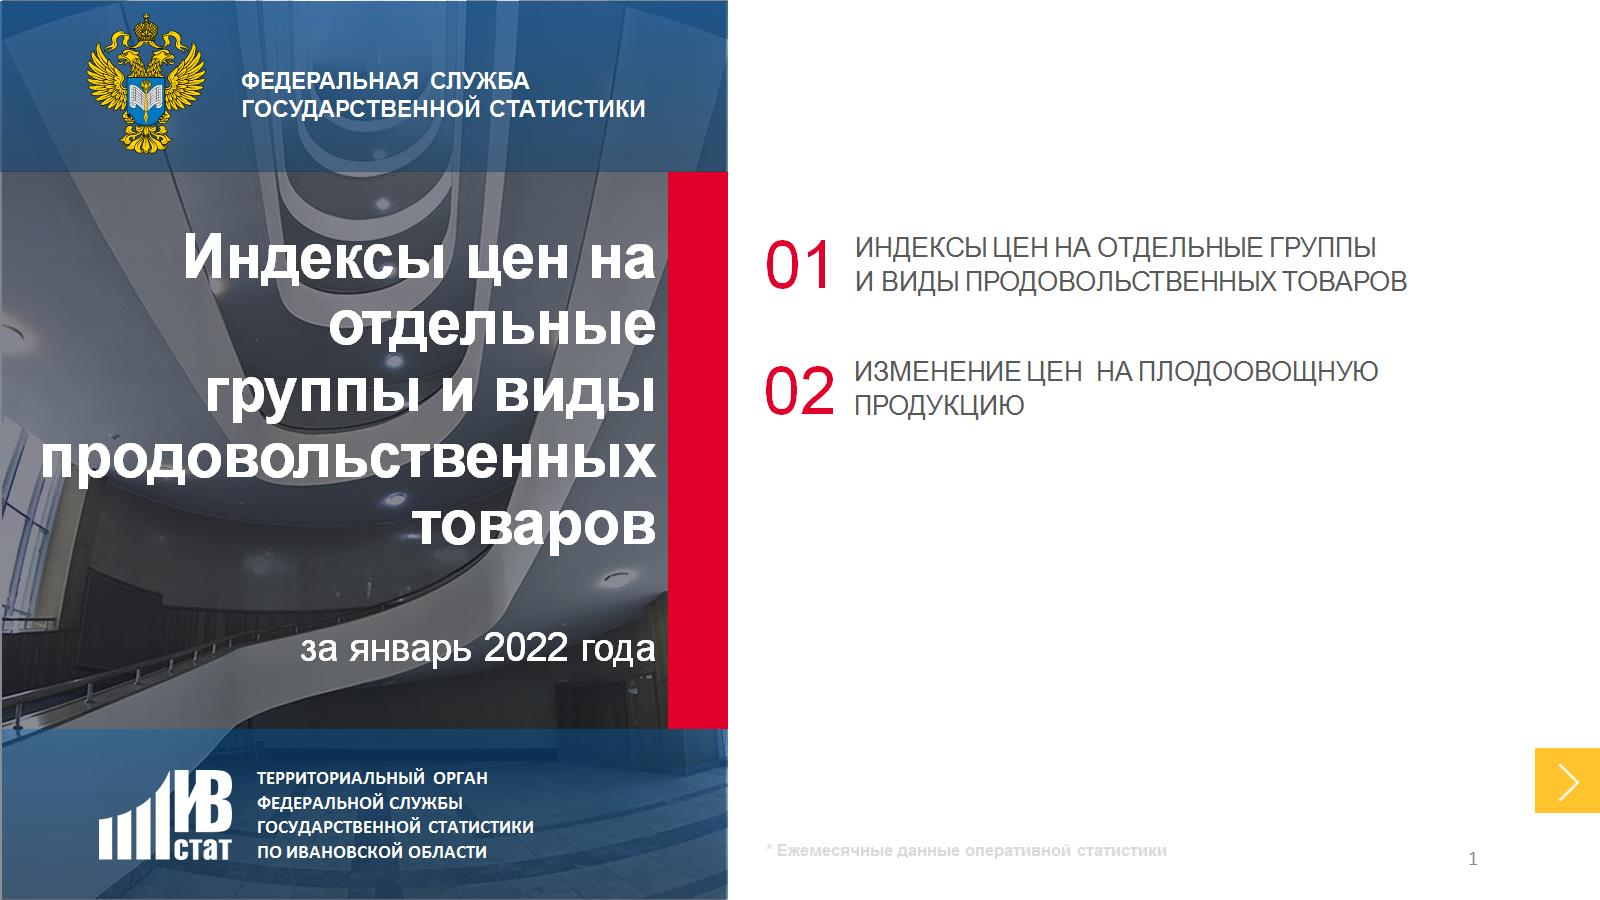 ФЕДЕРАЛЬНАЯ СЛУЖБА
ГОСУДАРСТВЕННОЙ СТАТИСТИКИ
Индексы цен на
отдельные
группы и виды
продовольственных
товаров
за январь 2022 года
ИВ
стат
ТЕРРИТОРИАЛЬНЫЙ ОРГАН
ФЕДЕРАЛЬНОЙ СЛУЖБЫ
ГОСУДАРСТВЕННОЙ СТАТИСТИКИ
ПО ИВАНОВСКОЙ ОБЛАСТИ
01
ИНДЕКСЫ ЦЕН НА ОТДЕЛЬНЫЕ ГРУППЫ
И ВИДЫ ПРОДОВОЛЬСТВЕННЫХ ТОВАРОВ
02
ИЗМЕНЕНИЕ ЦЕН НА ПЛОДООВОЩНУЮ
ПРОДУКЦИЮ
* Ежемесячные данные оперативной статистики
1